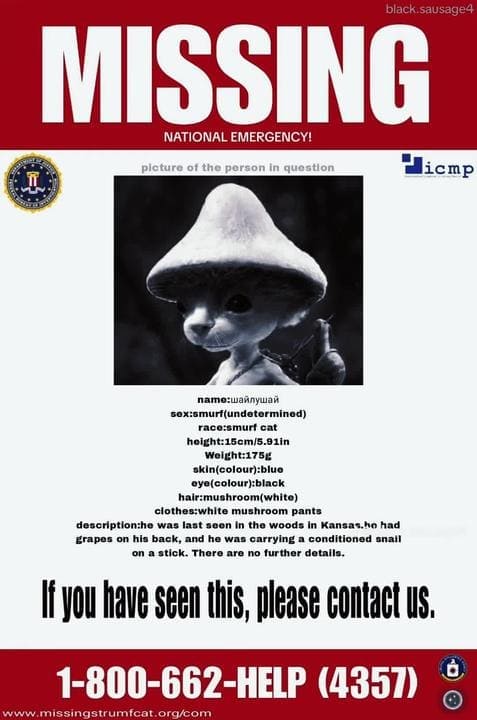 black.sausage4
MISSING
NATIONAL EMERGENCY!
picture of the person in question
icmp
name:шайлушай
sex:smurf(undetermined)
race:smurf cat
height:15cm/5.91in
Weight:175g
skin(colour):blue
eye(colour):black
hair:mushroom(white)
clothes:white mushroom pants
description:he was last seen in the woods in Kansas.he had
grapes on his back, and he was carrying a conditioned snail
on a stick. There are no further details.
If you have seen this, please contact us.
1-800-662-HELP (4357)
www.missingstrumfcat.org/com